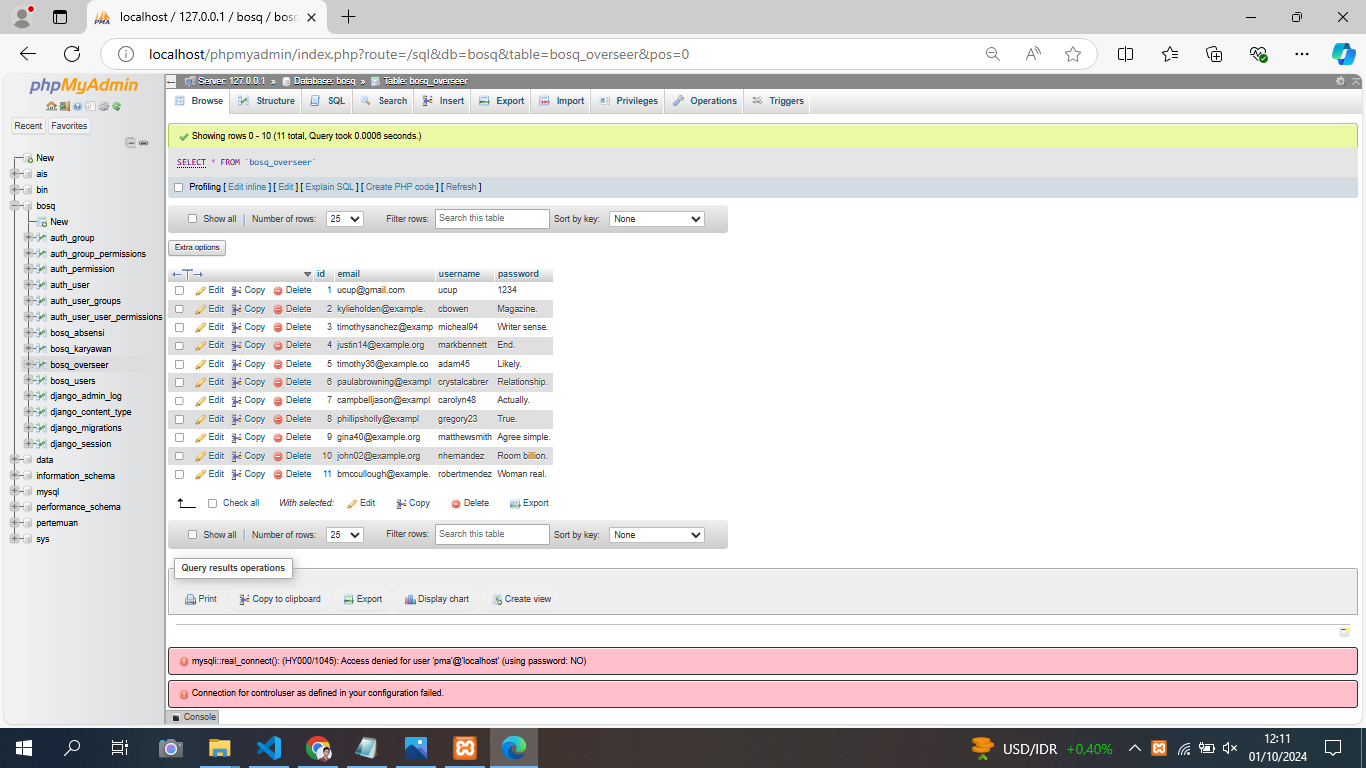 localhost / 127.0.0.1 / bosq / bosq
localhost/phpmyadmin/index.php?route=/sql&db=bosq&table=bosq_overseer&pos=0
phpMyAdmin
Recent Favorites
New
ais
bin
bosq
New
auth_group
auth_group_permissions
auth_permission
auth_user
auth_user_groups
auth_user_user_permissions
bosq_absensi
bosq_karyawan
bosq_overseer
bosq_users
django_admin_log
django_content_type
django_migrations
django_session
data
information_schema
mysql
performance_schema
pertemuan
sys
Server: 127.0.0.1 » Database: bosq » Table: bosq_overseer
Browse Structure SQL Search Insert Export Import Privileges Operations Triggers
Showing rows 0 - 10 (11 total, Query took 0.0006 seconds.)
SELECT * FROM `bosq_overseer`
Profiling [ Edit inline ] [ Edit ] [ Explain SQL ] [ Create PHP code ] [ Refresh ]
Show all Number of rows: 25 Filter rows: Search this table Sort by key: None
Extra options
←T→ id email username password
Edit Copy Delete 1 ucup@gmail.com ucup 1234
Edit Copy Delete 2 kylieholden@example. cbowen Magazine.
Edit Copy Delete 3 timothysanchez@examp micheal94 Writer sense.
Edit Copy Delete 4 justin14@example.org markbennett End.
Edit Copy Delete 5 timothy36@example.co adam45 Likely.
Edit Copy Delete 6 paulabrowning@exampl crystalcabrer Relationship.
Edit Copy Delete 7 campbelljason@exampl carolyn48 Actually.
Edit Copy Delete 8 phillipsholly@exampl gregory23 True.
Edit Copy Delete 9 gina40@example.org matthewsmith Agree simple.
Edit Copy Delete 10 john02@example.org nhernandez Room billion.
Edit Copy Delete 11 bmccullough@example. robertmendez Woman real.
Check all With selected: Edit Copy Delete Export
Show all Number of rows: 25 Filter rows: Search this table Sort by key: None
Query results operations
Print Copy to clipboard Export Display chart Create view
mysqli::real_connect(): (HY000/1045): Access denied for user 'pma'@'localhost' (using password: NO)
Connection for controluser as defined in your configuration failed.
Console
USD/IDR +0,40%
12:11
01/10/2024